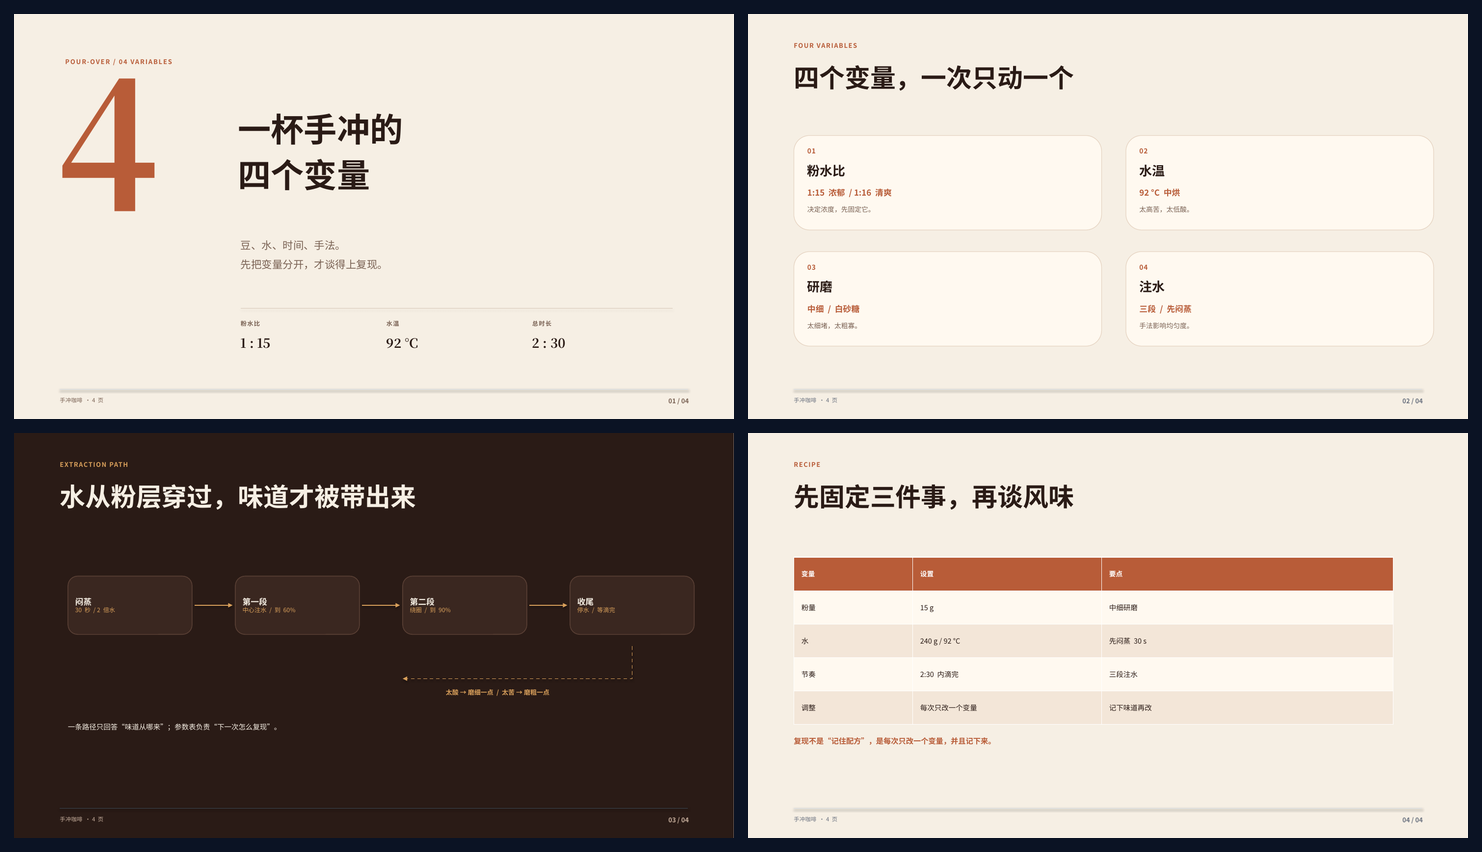 POUR-OVER / 04 VARIABLES
4
一杯手冲的
四个变量
豆、水、时间、手法。
先把变量分开，才谈得上复现。
粉水比
水温
总时长
1 : 15
92 °C
2 : 30
手冲咖啡 · 4 页
01 / 04
FOUR VARIABLES
四个变量，一次只动一个
01
粉水比
1:15 浓郁 / 1:16 清爽
决定浓度，先固定它。
02
水温
92 °C 中烘
太高苦，太低酸。
03
研磨
中细 / 白砂糖
太细堵，太粗寡。
04
注水
三段 / 先闷蒸
手法影响均匀度。
手冲咖啡 · 4 页
02 / 04
EXTRACTION PATH
水从粉层穿过，味道才被带出来
闷蒸
30 秒 / 2 倍水
第一段
中心注水 / 到 60%
第二段
绕圈 / 到 90%
收尾
停水 / 等滴完
太酸 → 磨细一点 / 太苦 → 磨粗一点
一条路径只回答“味道从哪来”；参数表负责“下一次怎么复现”。
手冲咖啡 · 4 页
03 / 04
RECIPE
先固定三件事，再谈风味
变量 设置 要点
粉量 15 g 中细研磨
水 240 g / 92 °C 先闷蒸 30 s
节奏 2:30 内滴完 三段注水
调整 每次只改一个变量 记下味道再改
复现不是“记住配方”，是每次只改一个变量，并且记下来。
手冲咖啡 · 4 页
04 / 04